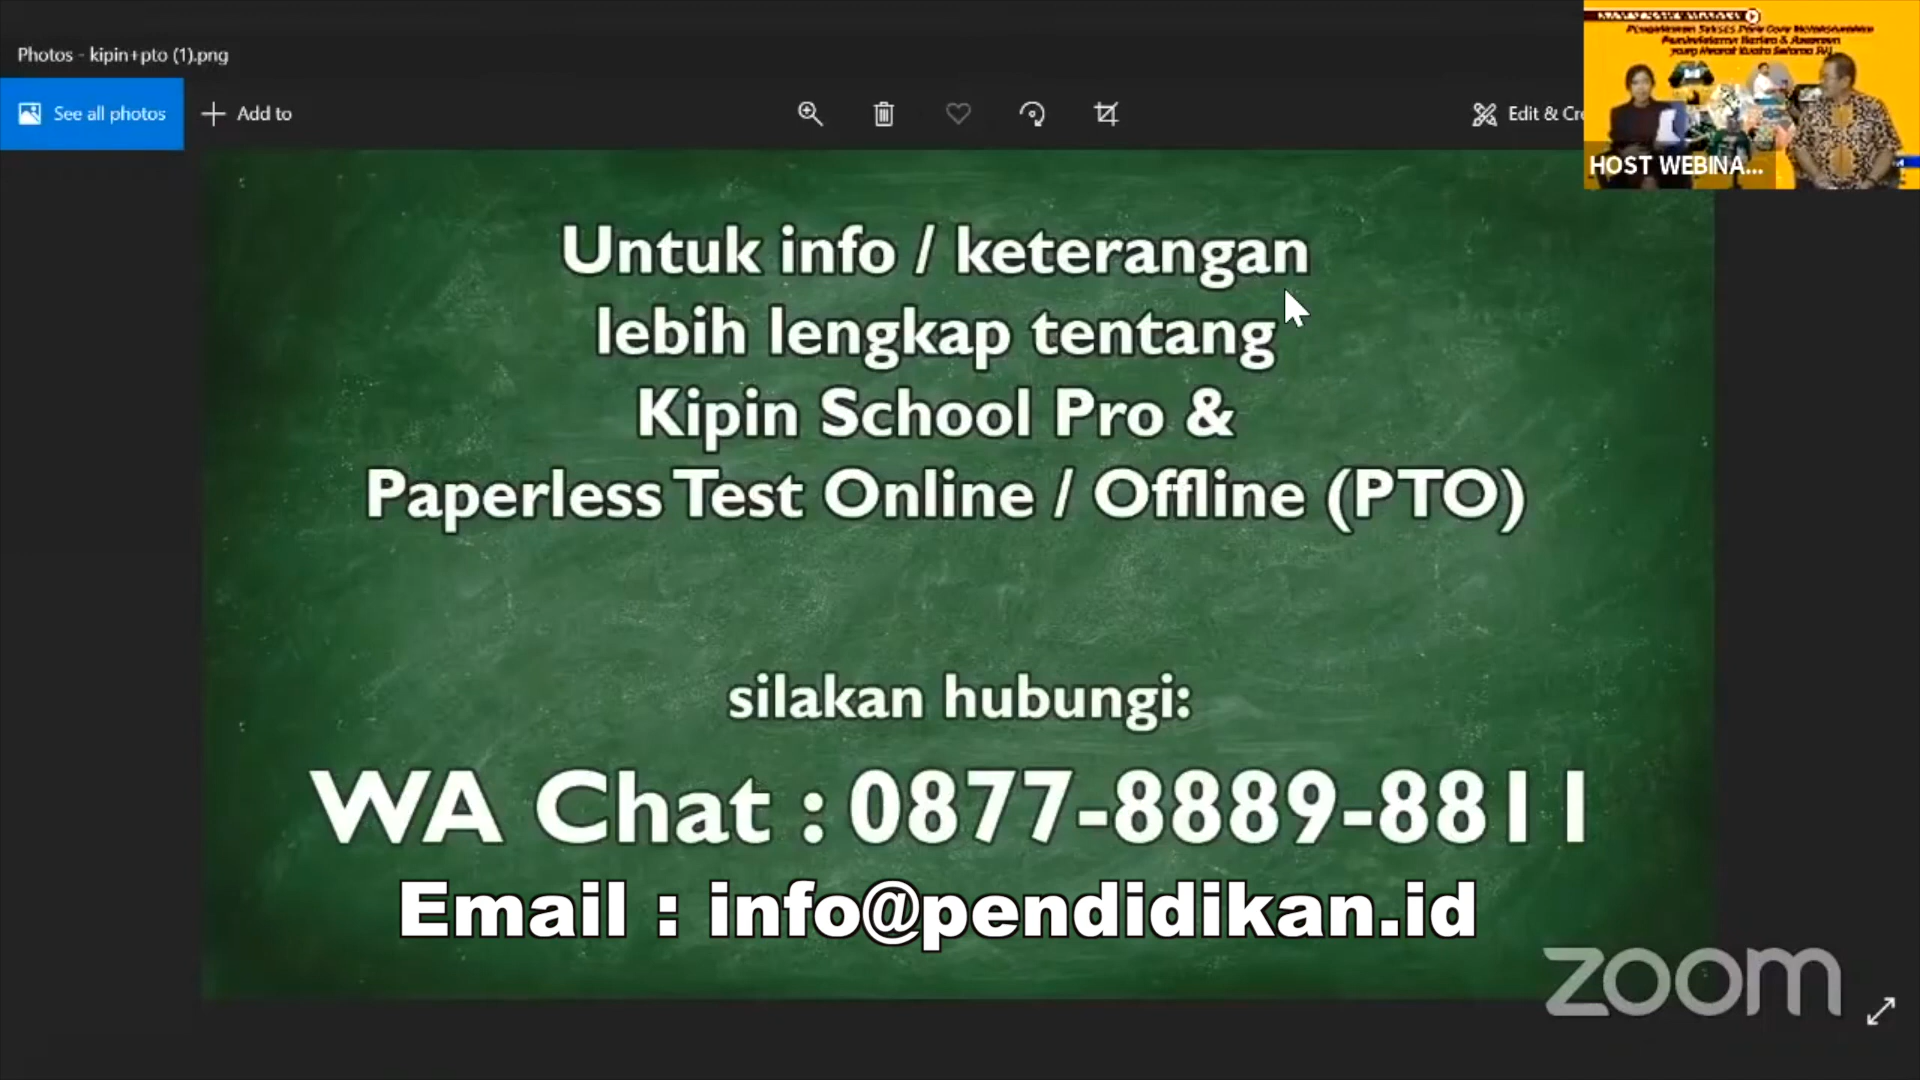 Photos - kipin+pto (1).png
See all photos
Add to
Edit & Cre
HOST WEBINA...
Untuk info / keterangan
lebih lengkap tentang
Kipin School Pro &
Paperless Test Online / Offline (PTO)
silakan hubungi:
WA Chat : 0877-8889-8811
Email : info@pendidikan.id
zoom